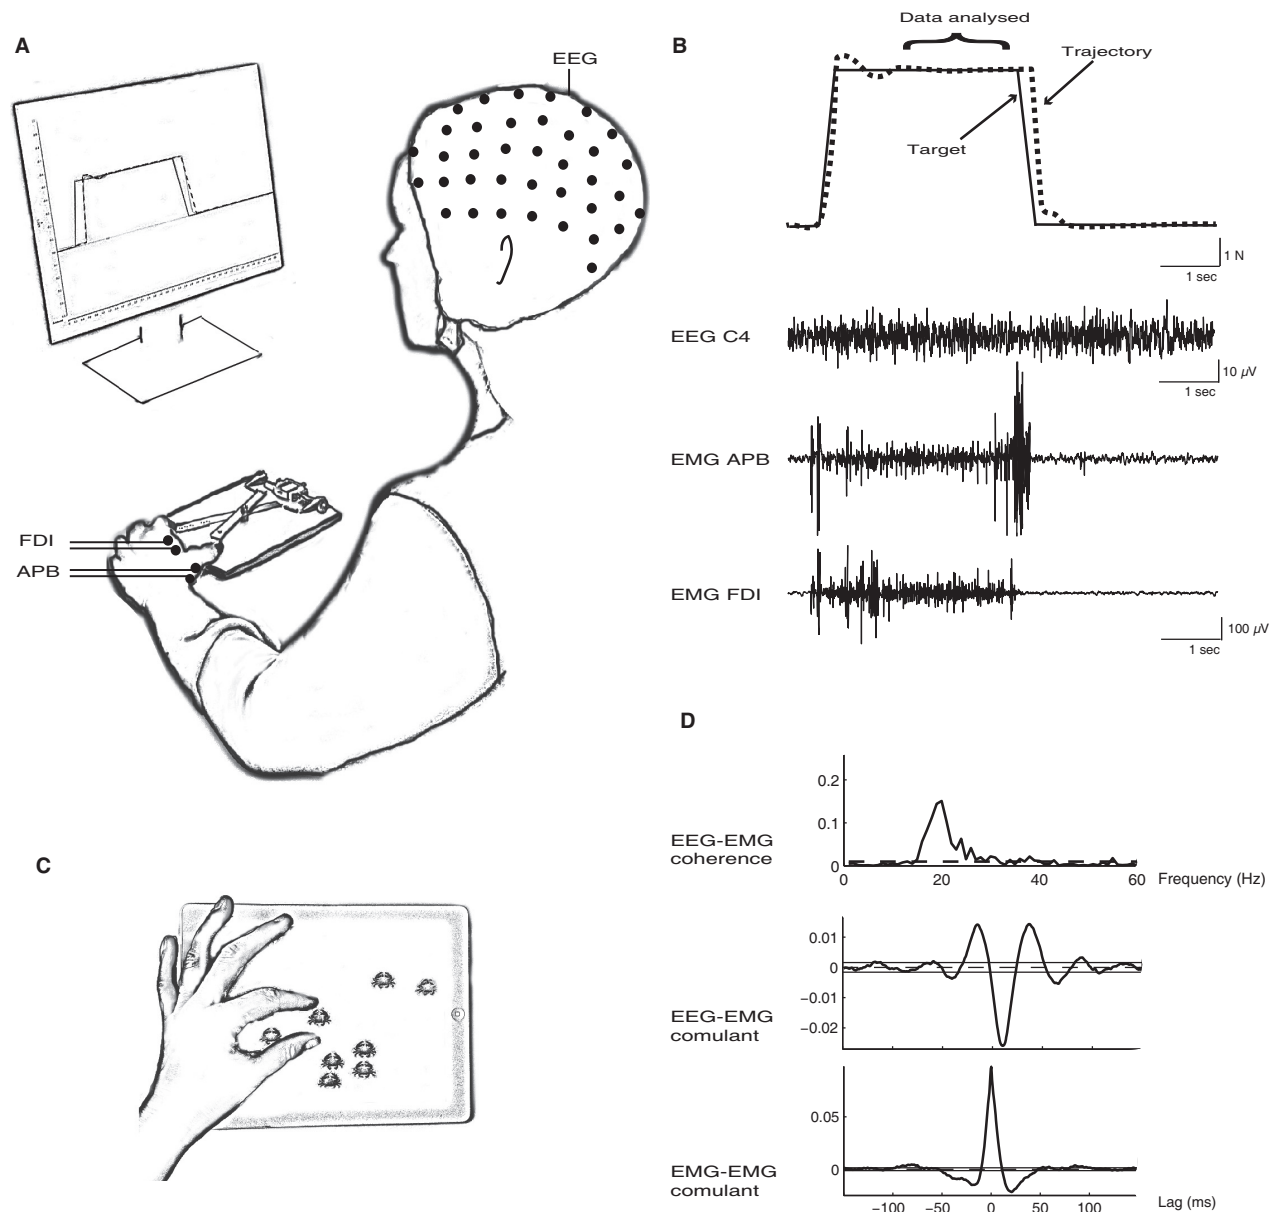 A
EEG
FDI
APB
B
Data analysed
Trajectory
Target
1 N
1 sec
EEG C4
10 µV
1 sec
EMG APB
EMG FDI
100 µV
1 sec
C
D
0.2
0.1
0
EEG-EMG
coherence
0 20 40 60 Frequency (Hz)
0.01
0
−0.01
−0.02
EEG-EMG
comulant
0.05
0
EMG-EMG
comulant
−100 −50 0 50 100 Lag (ms)